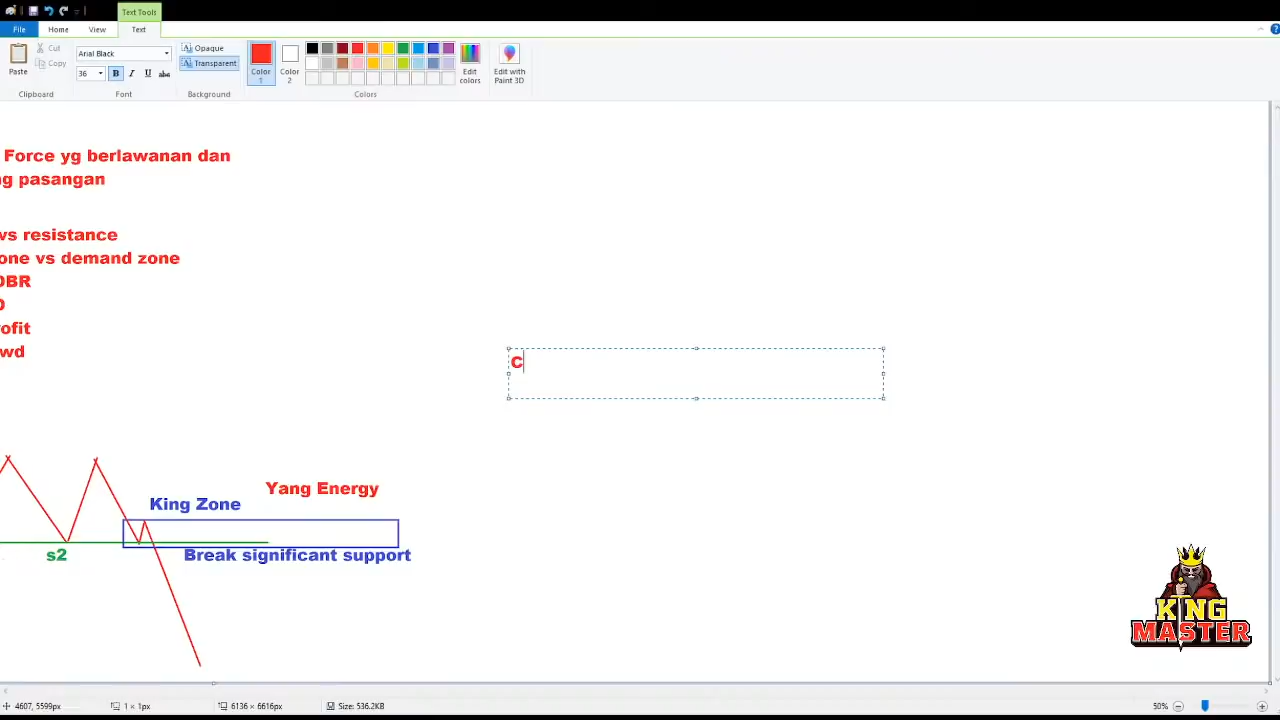 Text Tools
File Home View Text
Paste
Cut
Copy
Clipboard
Arial Black
36 B I U abc
Font
Opaque
Transparent
Background
Color 1
Color 2
Colors
Edit colors
Edit with Paint 3D
Force yg berlawanan dan
ng pasangan
vs resistance
one vs demand zone
DBR
ofit
wd
C
Yang Energy
King Zone
s2
Break significant support
KING
MASTER
4607, 5599px
1 × 1px
6136 × 6616px
Size: 536.2KB
50%